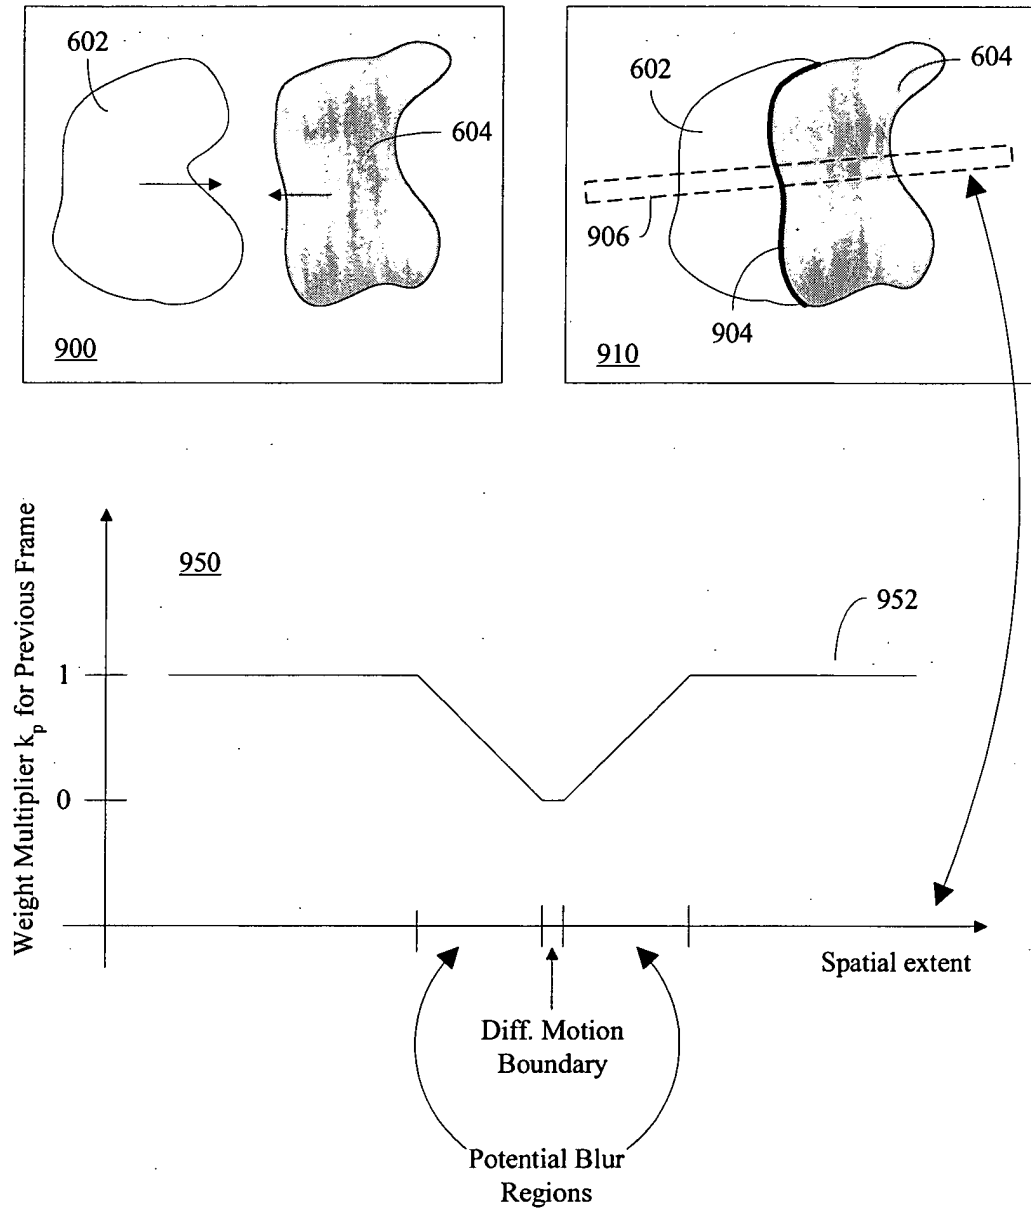 602
604
900
602
604
906
904
910
Weight Multiplier kp for Previous Frame
950
952
1
0
Spatial extent
Diff. Motion
Boundary
Potential Blur
Regions